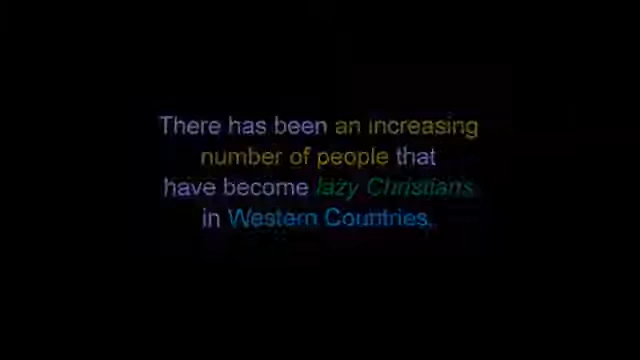 There has been an increasing
number of people that
have become lazy Christians
in Western Countries.